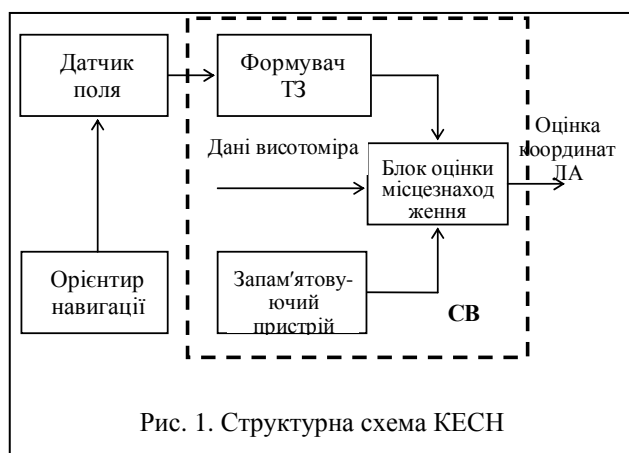 Датчик
поля
Формувач
ТЗ
Дані висотоміра
Блок оцінки
місцезнаход
ження
Оцінка
координат
ЛА
Орієнтир
навигації
Запам'ятовую-
ючий
пристрій
СВ
Рис. 1. Структурна схема КЕСН